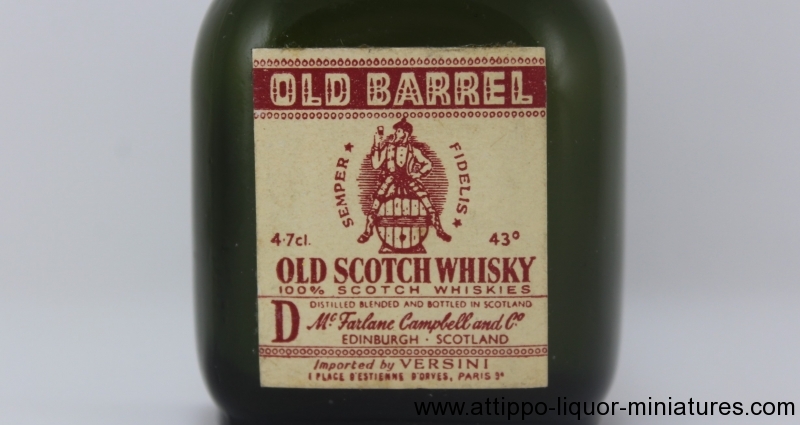 OLD BARREL
SEMPER ★ FIDELIS ★
4·7cl. 43°
OLD SCOTCH WHISKY
100% SCOTCH WHISKIES
DISTILLED BLENDED AND BOTTLED IN SCOTLAND
D Mc Farlane Campbell and Co
EDINBURGH · SCOTLAND
Imported by VERSINI
1 PLACE D'ESTIENNE D'ORVES, PARIS 9e
www.attippo-liquor-miniatures.com